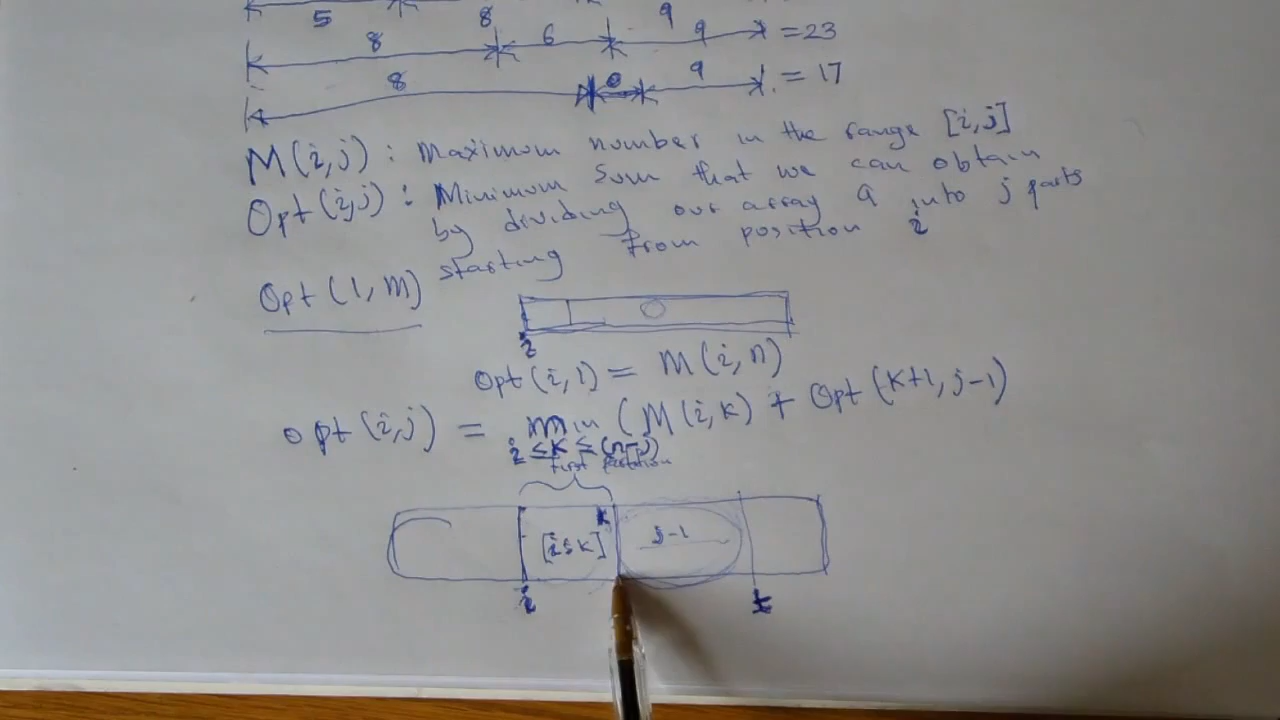 5 8 9
8 6 9 = 23
8 0 9 = 17
M(i,j) : Maximum number in the range [i,j]
Opt(i,j) : Minimum sum that we can obtain
by dividing our array a into j parts
starting from position i
Opt(1,m)
i
Opt(i,1) = M(i,n)
opt(i,j) = min (M(i,k) + Opt(k+1,j-1)
i ≤ k ≤ (n-j)
first partition
k
j-1
i